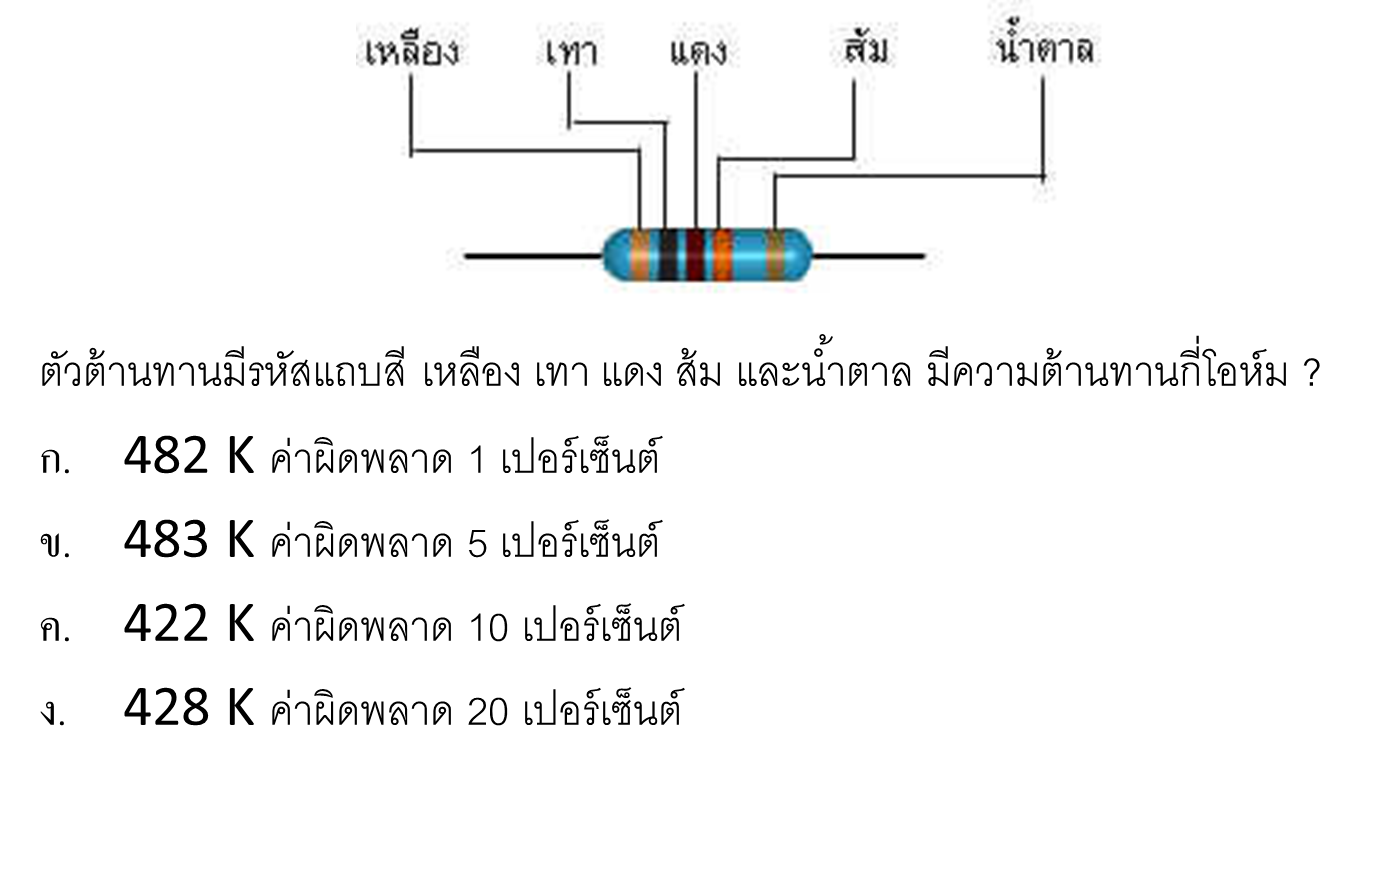 เหลือง เทา แดง ส้ม น้ำตาล
ตัวต้านทานมีรหัสแถบสี เหลือง เทา แดง ส้ม และน้ำตาล มีความต้านทานกี่โอห์ม ?
ก. 482 K ค่าผิดพลาด 1 เปอร์เซ็นต์
ข. 483 K ค่าผิดพลาด 5 เปอร์เซ็นต์
ค. 422 K ค่าผิดพลาด 10 เปอร์เซ็นต์
ง. 428 K ค่าผิดพลาด 20 เปอร์เซ็นต์